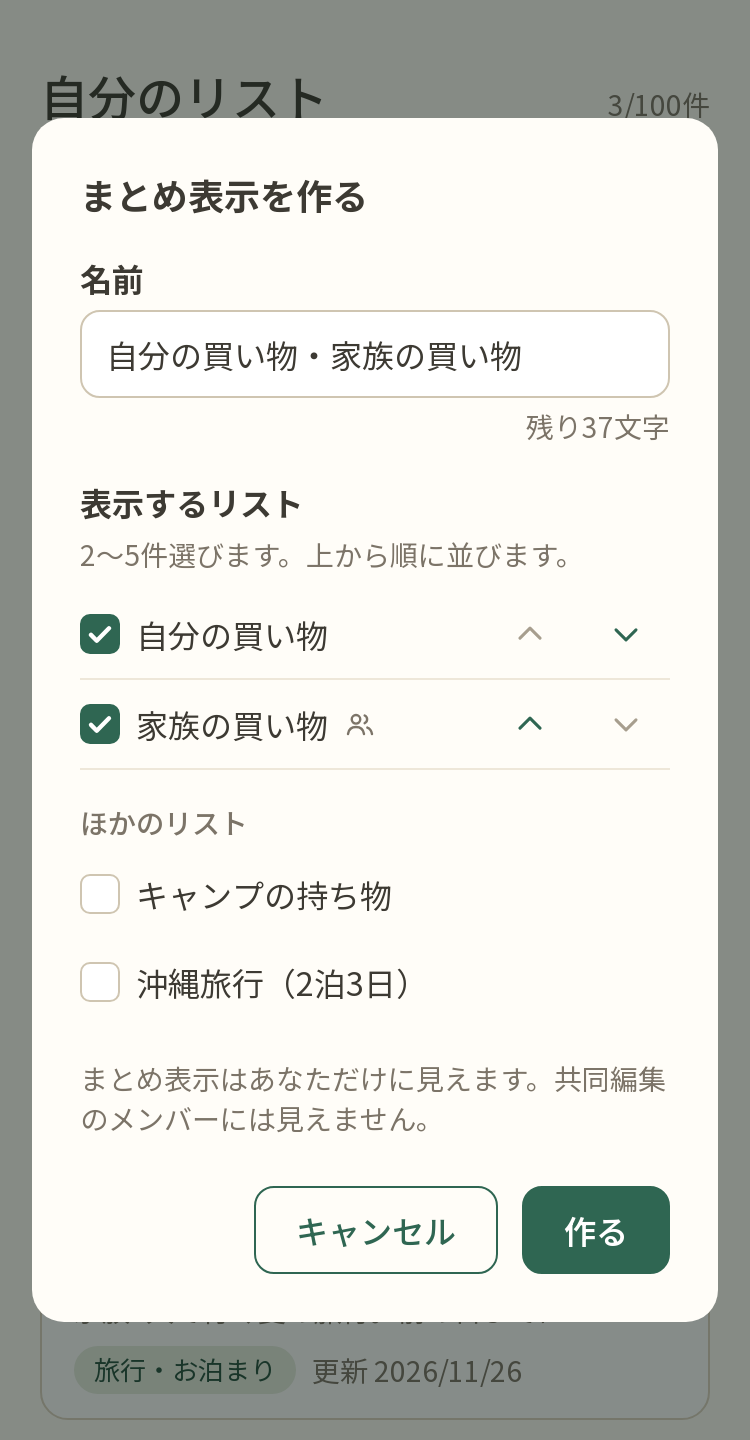 自分のリスト
3/100件
まとめ表示を作る
名前
自分の買い物・家族の買い物
残り37文字
表示するリスト
2〜5件選びます。上から順に並びます。
自分の買い物
家族の買い物
ほかのリスト
キャンプの持ち物
沖縄旅行（2泊3日）
まとめ表示はあなただけに見えます。共同編集
のメンバーには見えません。
キャンセル
作る
旅行・お泊まり
更新 2026/11/26